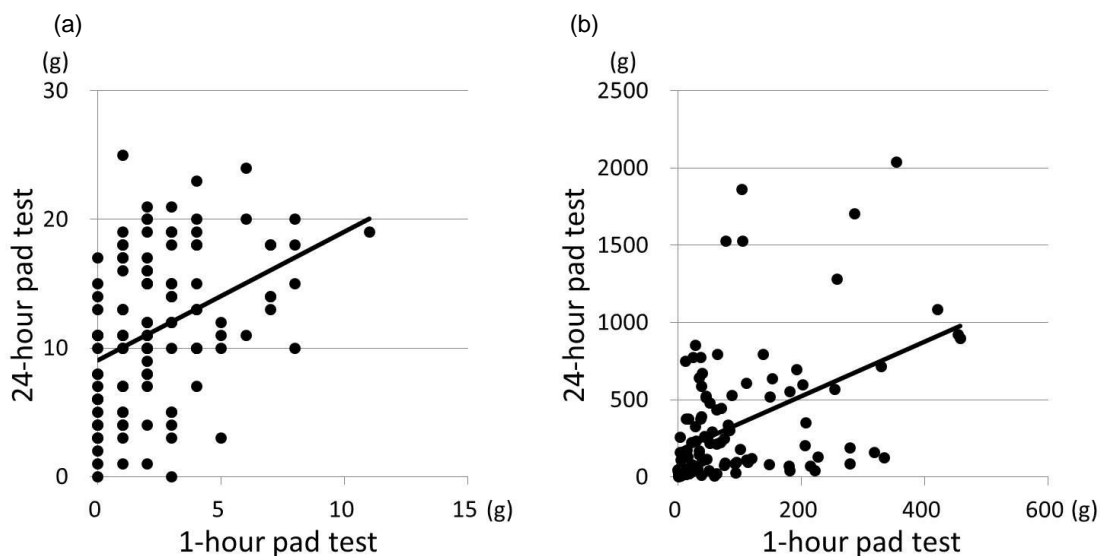 (a)
(g)
30
20
10
0
24-hour pad test
0 5 10 15 (g)
1-hour pad test
(b)
(g)
2500
2000
1500
1000
500
0
24-hour pad test
0 200 400 600 (g)
1-hour pad test